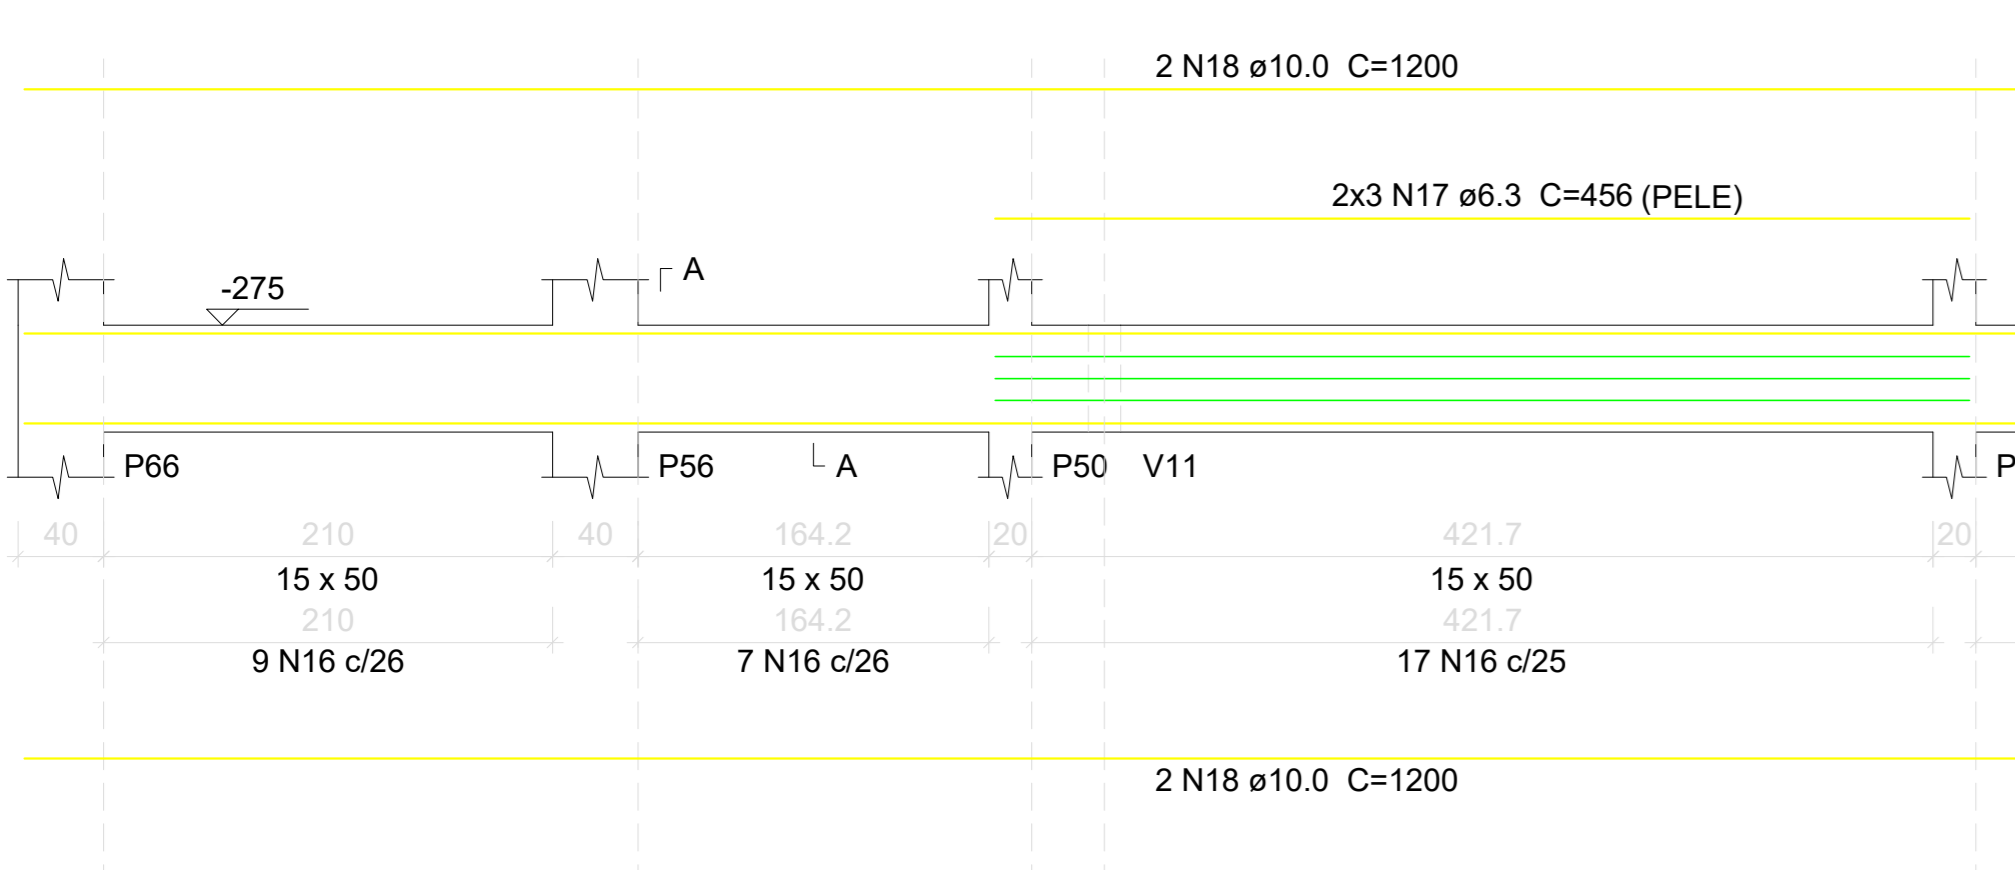 2 N18 ø10.0  C=1200
2x3 N17 ø6.3  C=456 (PELE)
A
-275
P66
P56
A
P50
V11
P
40
210
40
164.2
20
421.7
20
15 x 50
15 x 50
15 x 50
210
164.2
421.7
9 N16 c/26
7 N16 c/26
17 N16 c/25
2 N18 ø10.0  C=1200